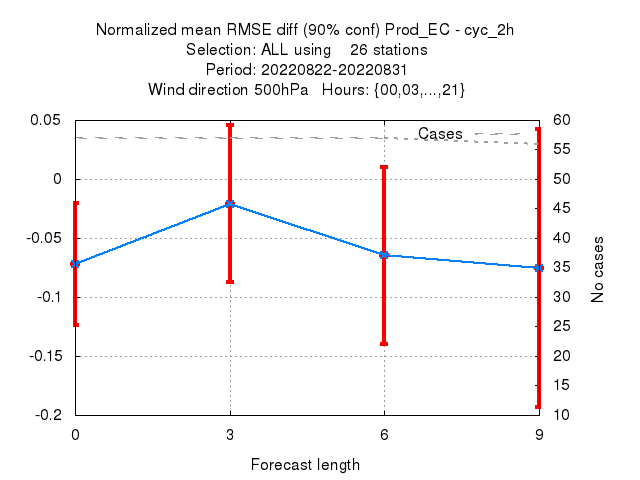 Normalized mean RMSE diff (90% conf) Prod_EC - cyc_2h
Selection: ALL using 26 stations
Period: 20220822-20220831
Wind direction 500hPa Hours: {00,03,...,21}
0.05
0
-0.05
-0.1
-0.15
-0.2
Cases
60
55
50
45
40
35
30
25
20
15
10
No cases
0 3 6 9
Forecast length